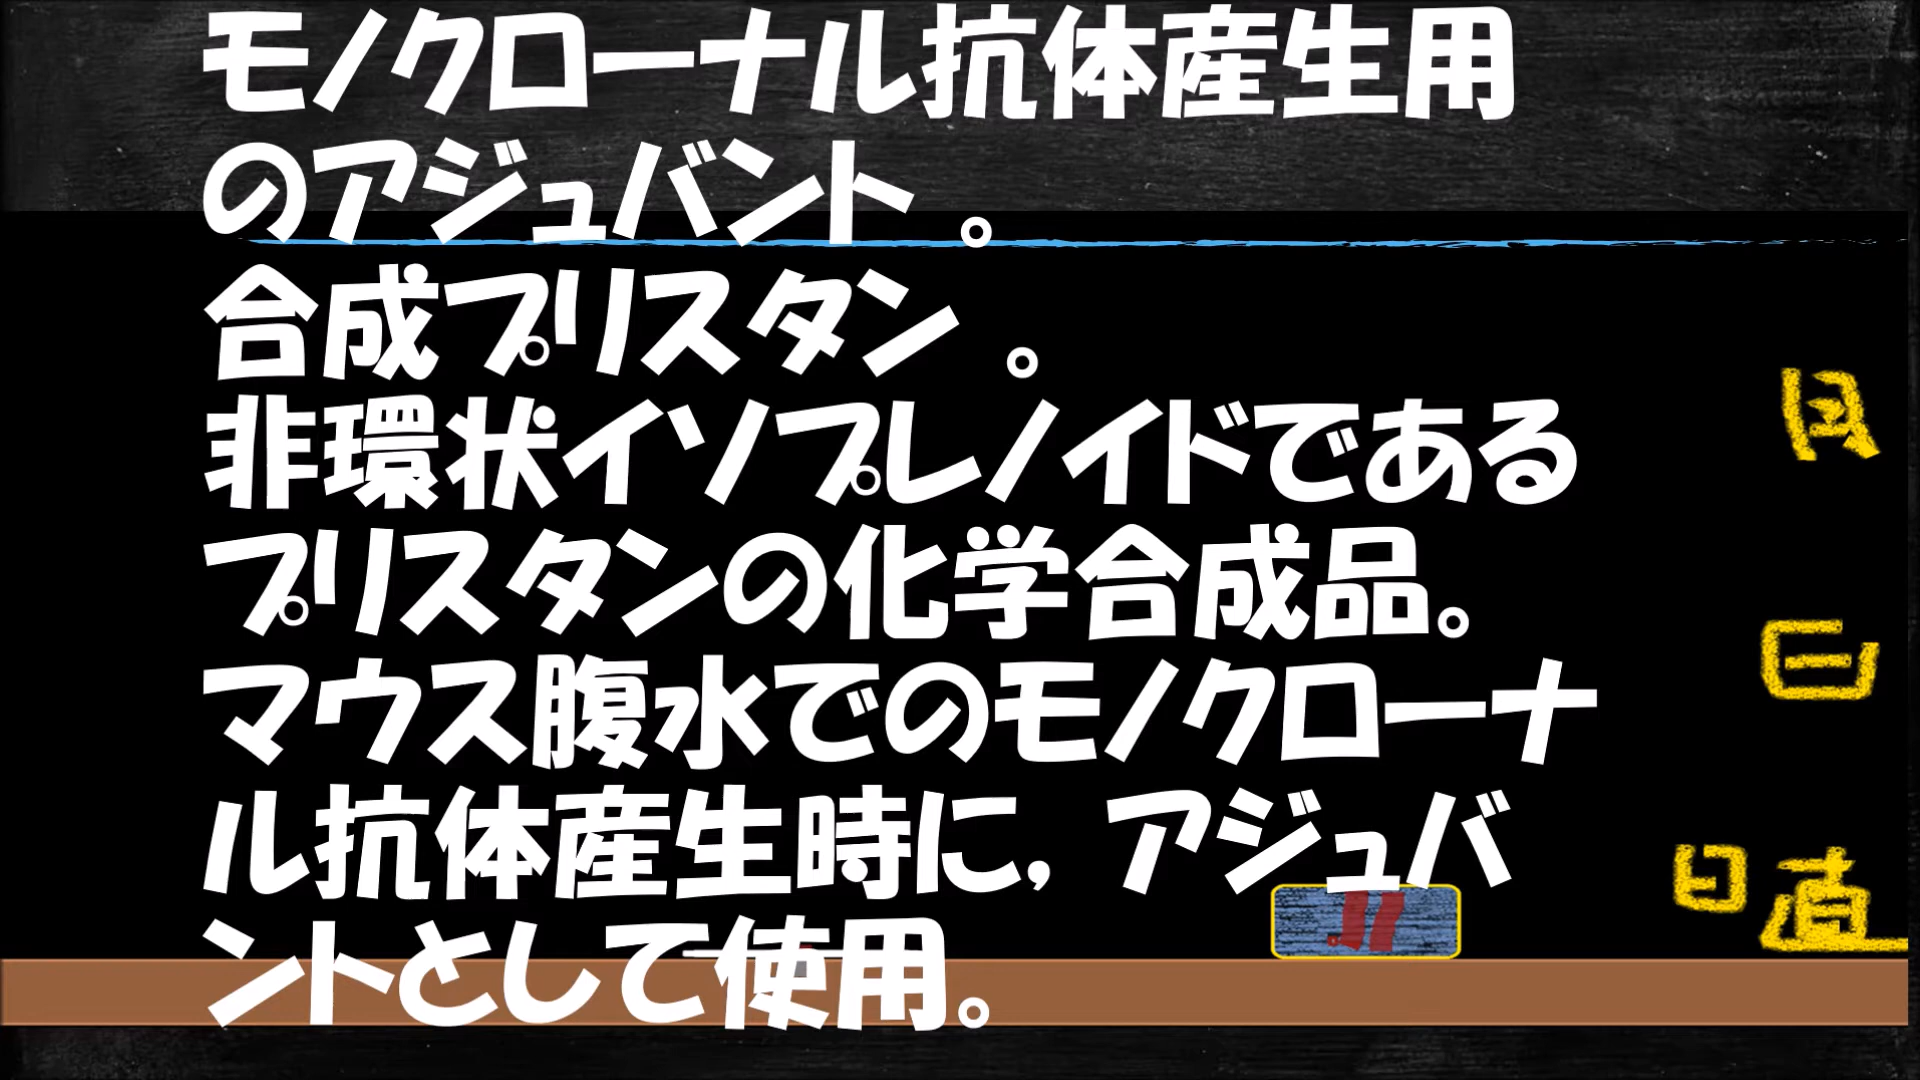 モノクローナル抗体産生用
のアジュバント 。
合成プリスタン 。
非環状イソプレノイドである
プリスタンの化学合成品。
マウス腹水でのモノクローナ
ル抗体産生時に, アジュバ
ントとして使用。
日直